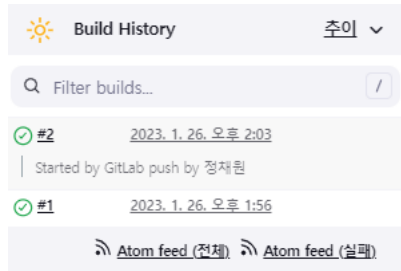 Build History 추이
Filter builds... /
#2 2023. 1. 26. 오후 2:03
Started by GitLab push by 정채원
#1 2023. 1. 26. 오후 1:56
Atom feed (전체) Atom feed (실패)